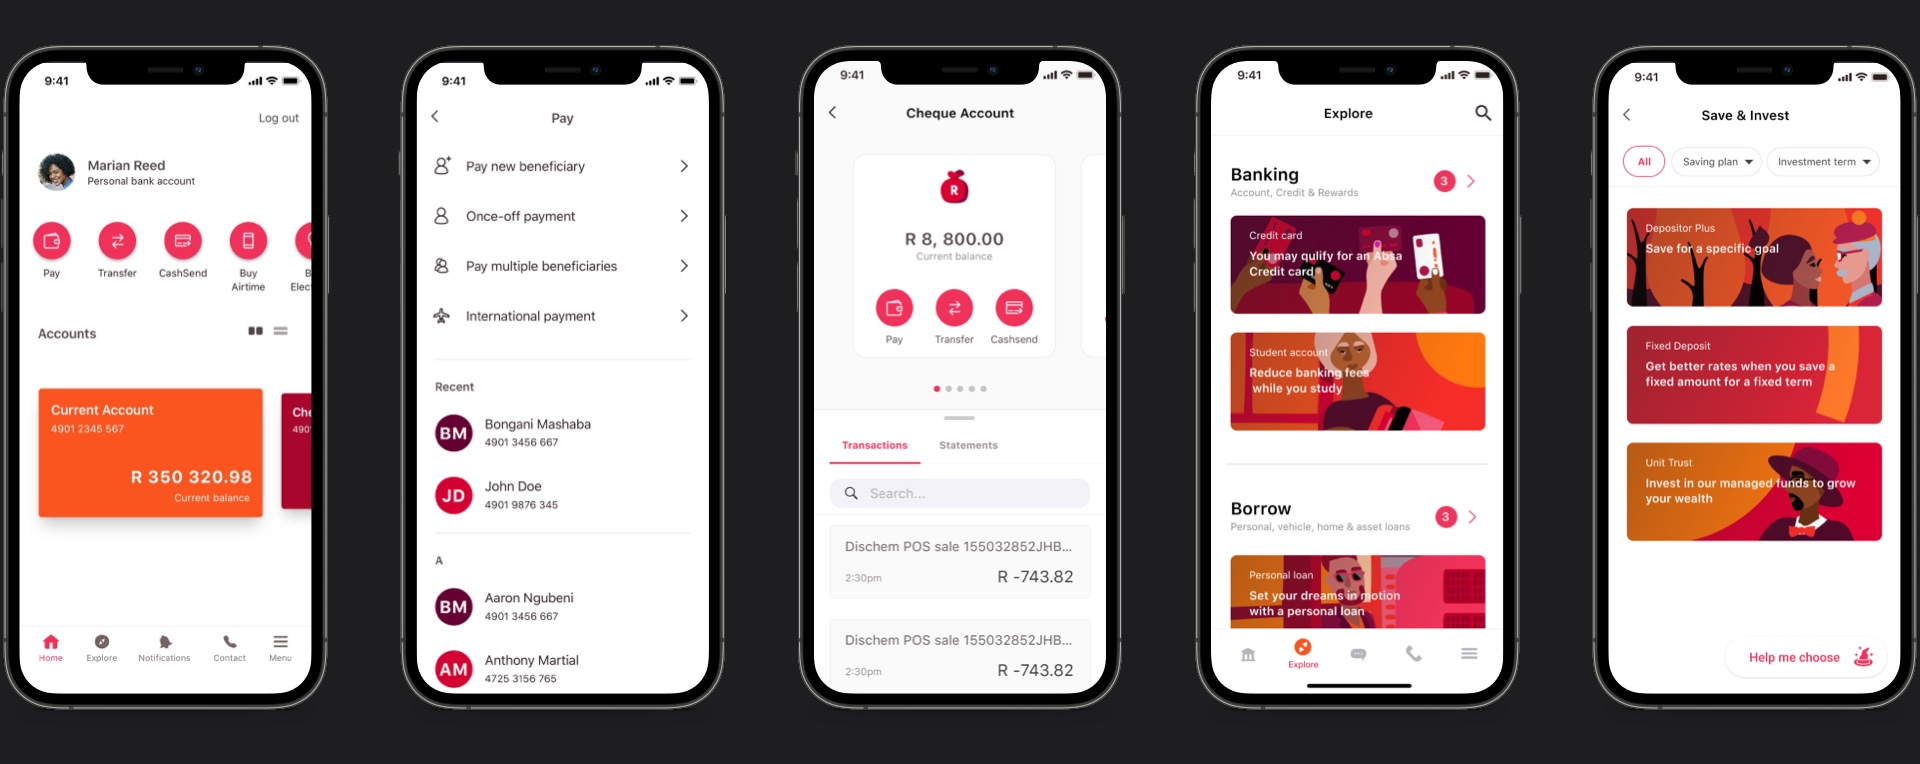 9:41
Log out
Marian Reed
Personal bank account
Pay
Transfer
CashSend
Buy
Airtime
Accounts
Current Account
4901 2345 567
R 350 320.98
Current balance
Home
Explore
Notifications
Contact
Menu
9:41
Pay
Pay new beneficiary
Once-off payment
Pay multiple beneficiaries
International payment
Recent
BM
Bongani Mashaba
4901 3456 667
JD
John Doe
4901 9876 345
A
BM
Aaron Ngubeni
4901 3456 667
AM
Anthony Martial
4725 3156 765
9:41
Cheque Account
R
R 8, 800.00
Current balance
Pay
Transfer
Cashsend
Transactions
Statements
Search...
Dischem POS sale 155032852JHB...
2:30pm
R -743.82
Dischem POS sale 155032852JHB...
2:30pm
R -743.82
9:41
Explore
Banking
Account, Credit & Rewards
3
Credit card
You may qulify for an Absa
Credit card
Student account
Reduce banking fees
while you study
Borrow
Personal, vehicle, home & asset loans
3
Personal loan
Set your dreams in motion
with a personal loan
Explore
9:41
Save & Invest
All
Saving plan
Investment term
Depositor Plus
Save for a specific goal
Fixed Deposit
Get better rates when you save a
fixed amount for a fixed term
Unit Trust
Invest in our managed funds to grow
your wealth
Help me choose